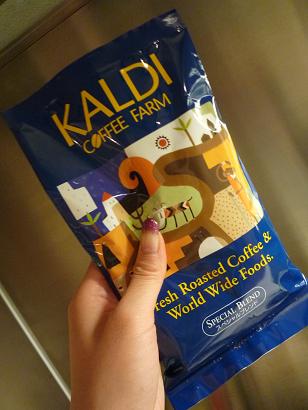 KALDI
COFFEE FARM
Fresh Roasted Coffee &
World Wide Foods.
SPECIAL BLEND
スペシャルブレンド